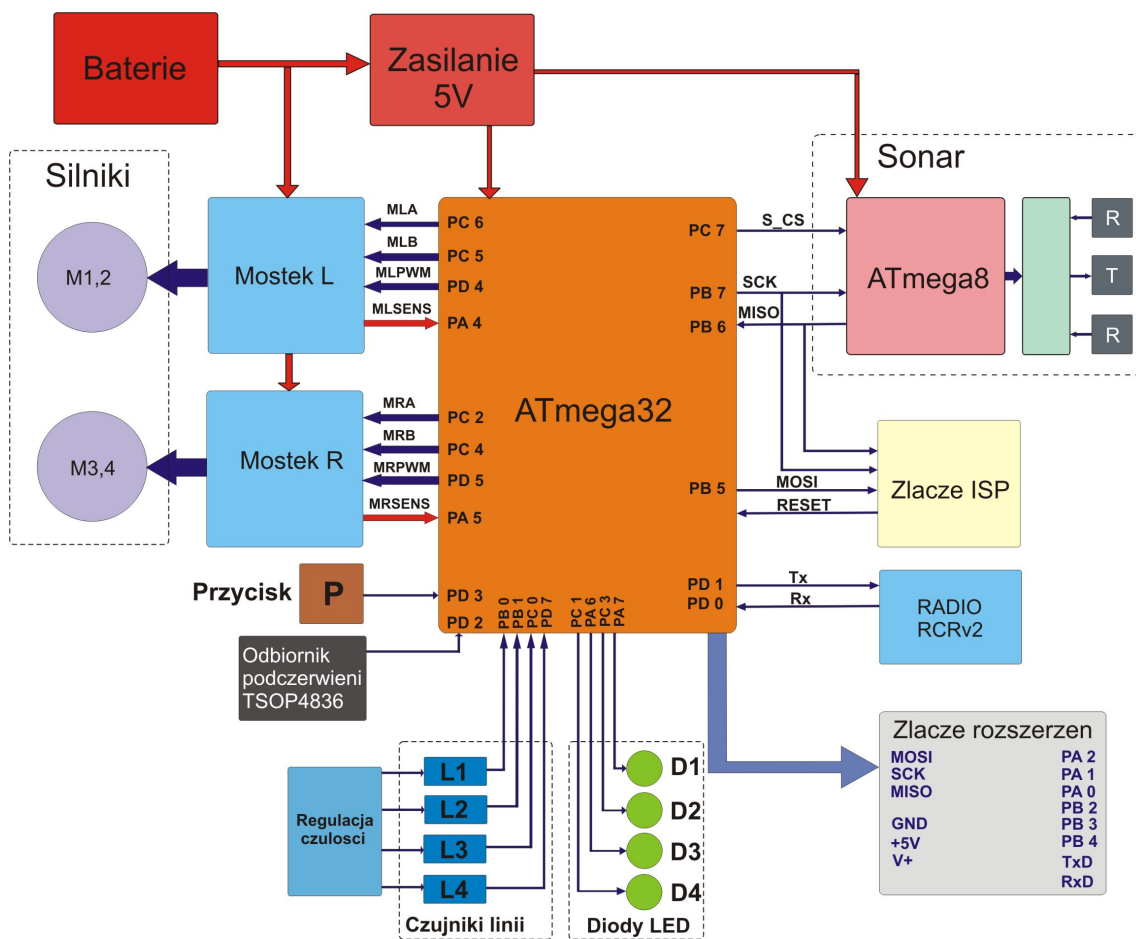 Baterie
Zasilanie
5V
Silniki
Sonar
M1,2
Mostek L
MLA
MLB
MLPWM
MLSENS
PC 6
PC 5
PD 4
PA 4
ATmega32
PC 7
PB 7
PB 6
S_CS
SCK
MISO
ATmega8
R
T
R
M3,4
Mostek R
MRA
MRB
MRPWM
MRSENS
PC 2
PC 4
PD 5
PA 5
PB 5
MOSI
RESET
Zlacze ISP
Przycisk
P
PD 3
PD 2
PB 0
PB 1
PC 0
PD 7
PC 1
PA 6
PC 3
PA 7
PD 1
PD 0
Tx
Rx
RADIO
RCRv2
Odbiornik
podczerwieni
TSOP4836
Regulacja
czulosci
L1
L2
L3
L4
Czujniki linii
D1
D2
D3
D4
Diody LED
Zlacze rozszerzen
MOSI
SCK
MISO
GND
+5V
V+
PA 2
PA 1
PA 0
PB 2
PB 3
PB 4
TxD
RxD